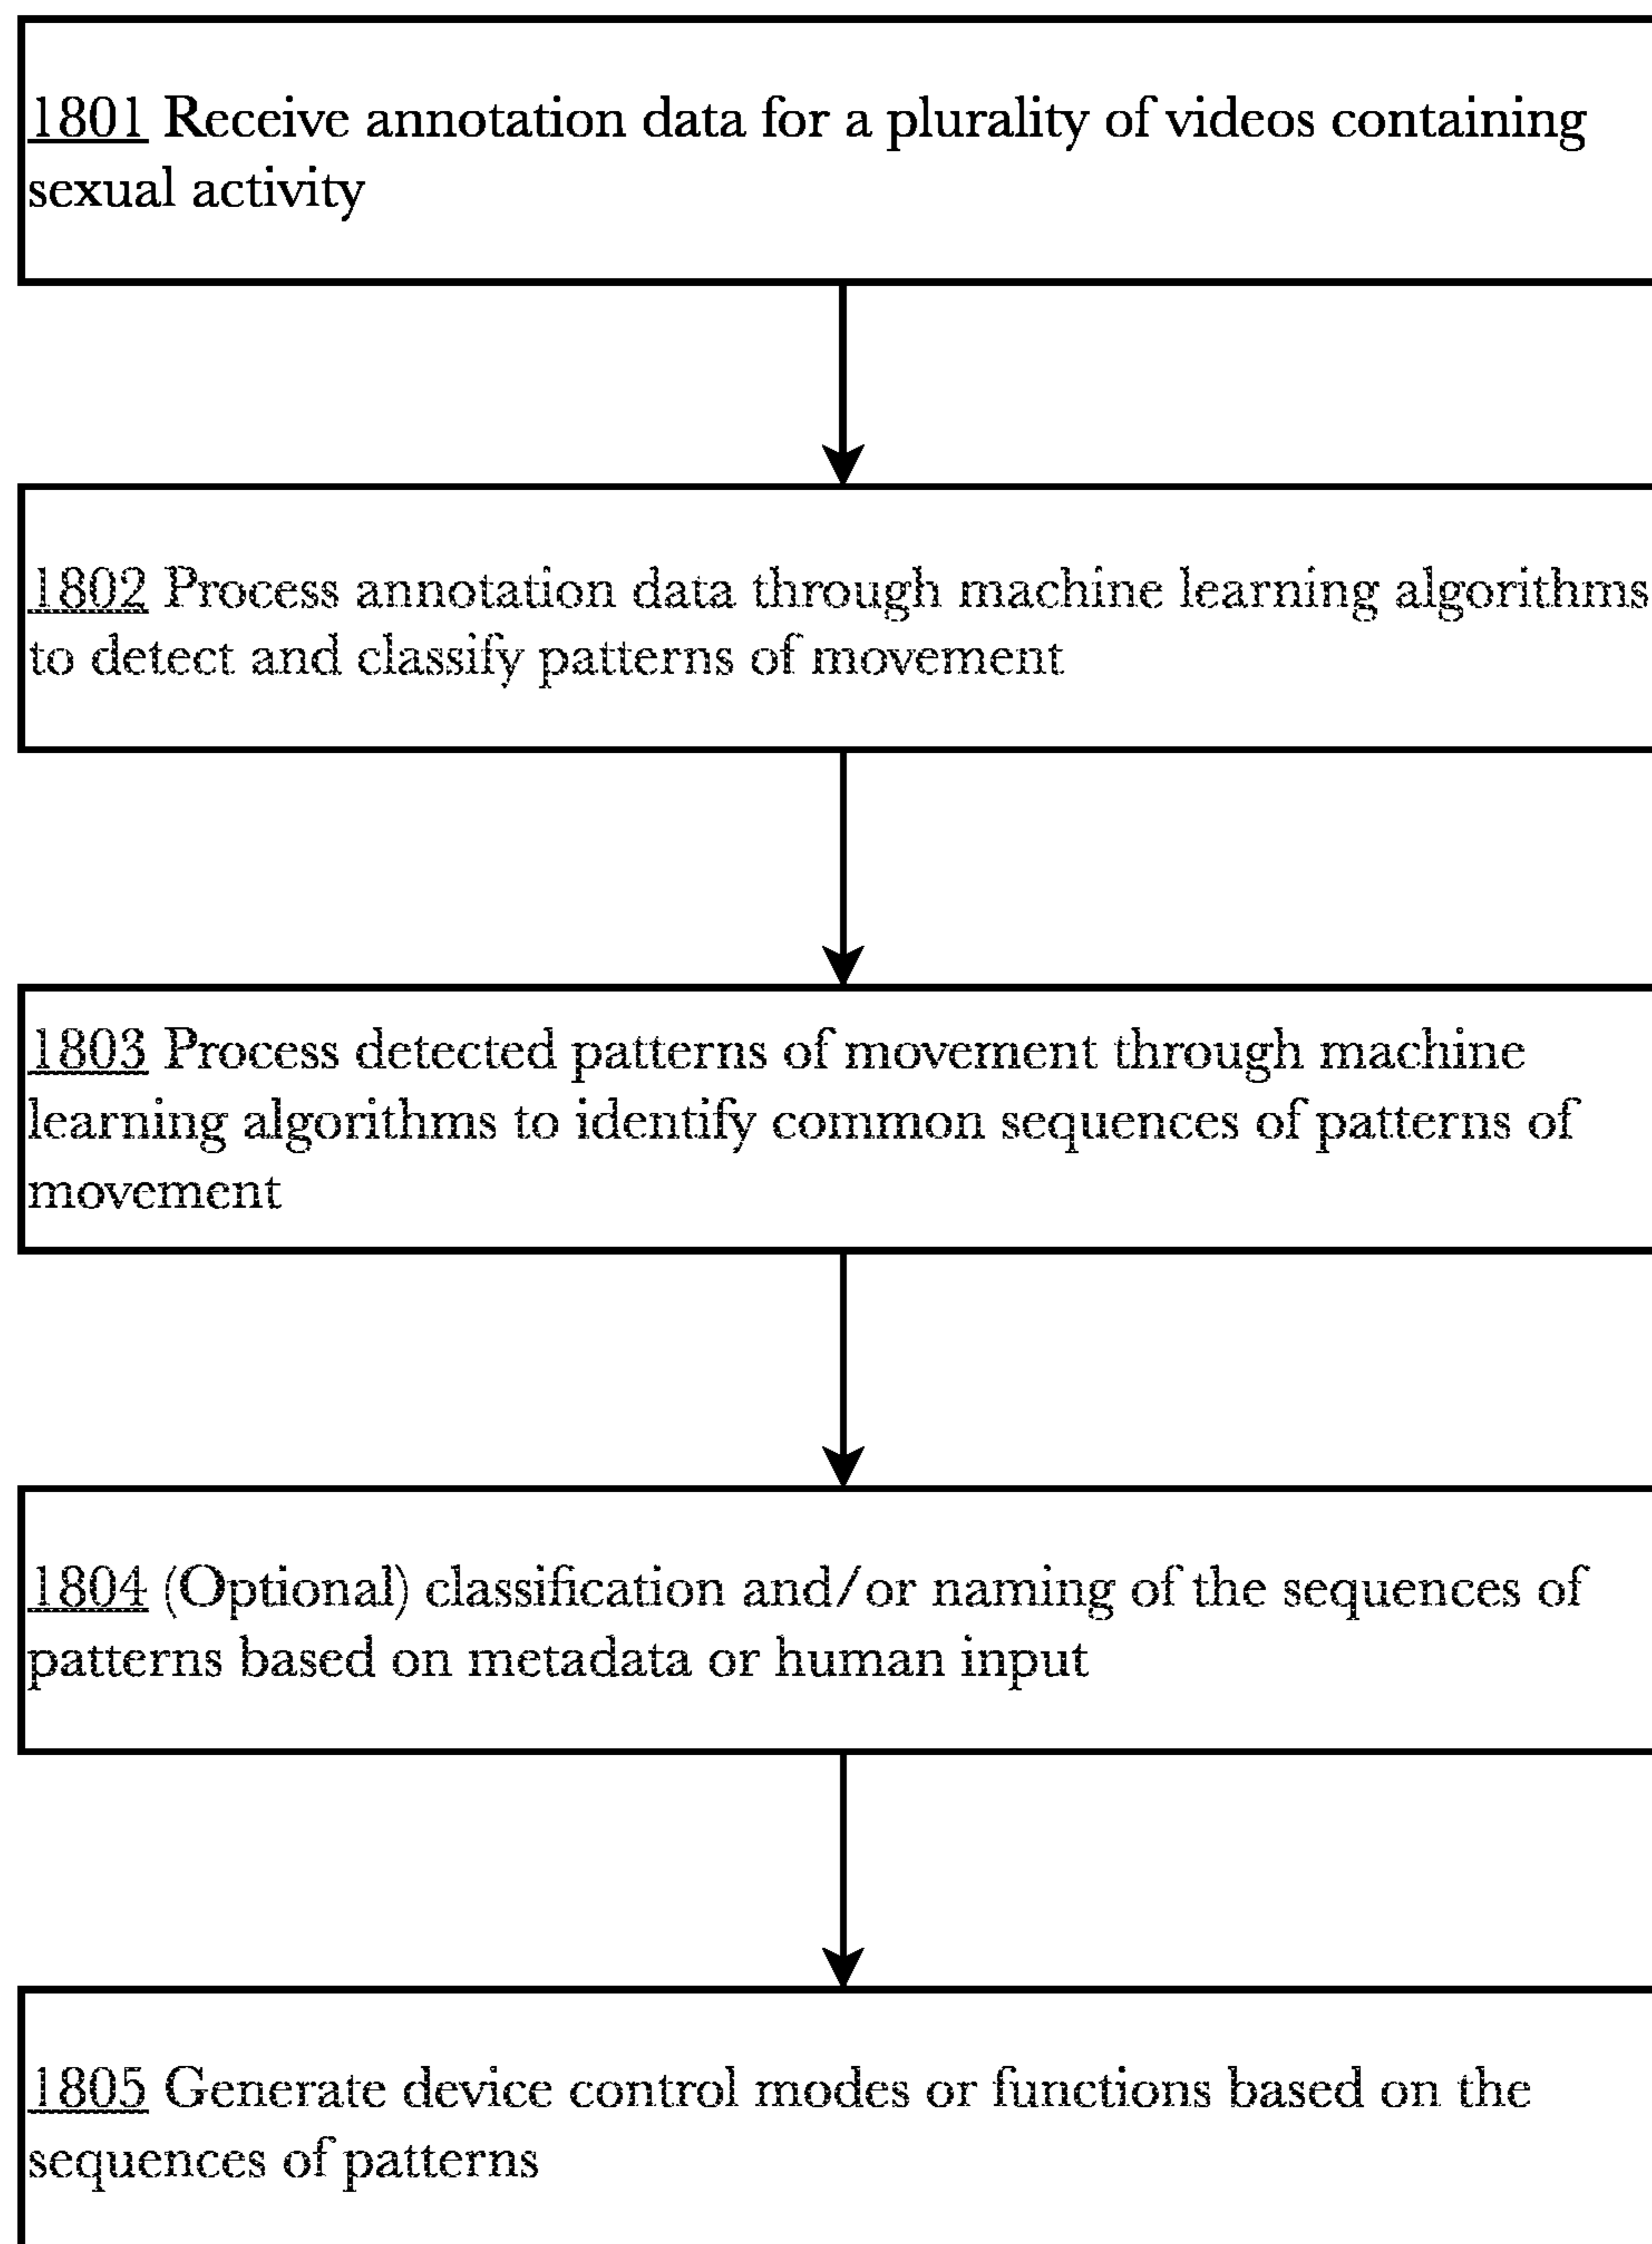 1801 Receive annotation data for a plurality of videos containing
sexual activity
1802 Process annotation data through machine learning algorithms
to detect and classify patterns of movement
1803 Process detected patterns of movement through machine
learning algorithms to identify common sequences of patterns of
movement
1804 (Optional) classification and/or naming of the sequences of
patterns based on metadata or human input
1805 Generate device control modes or functions based on the
sequences of patterns